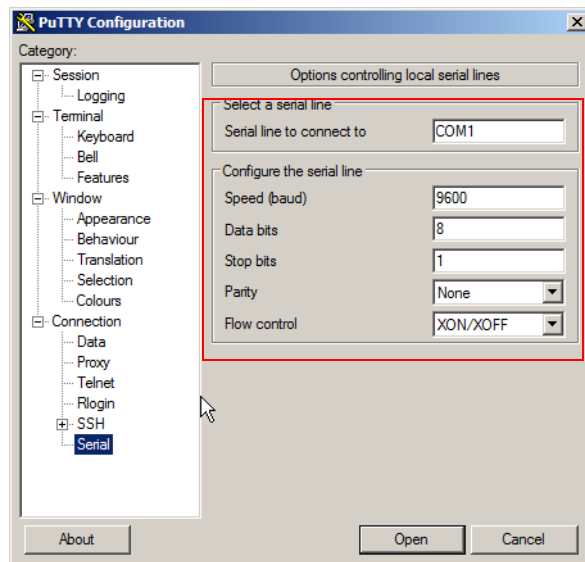 PuTTY Configuration
Category:
Session
Logging
Terminal
Keyboard
Bell
Features
Window
Appearance
Behaviour
Translation
Selection
Colours
Connection
Data
Proxy
Telnet
Rlogin
SSH
Serial
Options controlling local serial lines
Select a serial line
Serial line to connect to COM1
Configure the serial line
Speed (baud) 9600
Data bits 8
Stop bits 1
Parity None
Flow control XON/XOFF
About Open Cancel